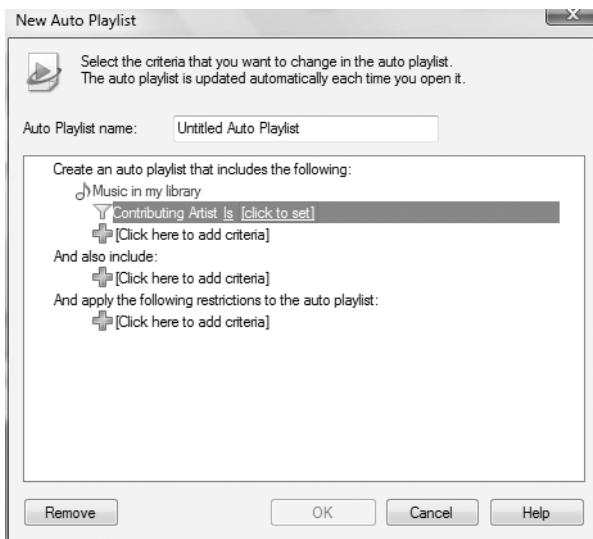 New Auto Playlist
Select the criteria that you want to change in the auto playlist.
The auto playlist is updated automatically each time you open it.
Auto Playlist name: Untitled Auto Playlist
Create an auto playlist that includes the following:
Music in my library
Contributing Artist Is [click to set]
[Click here to add criteria]
And also include:
[Click here to add criteria]
And apply the following restrictions to the auto playlist:
[Click here to add criteria]
Remove OK Cancel Help